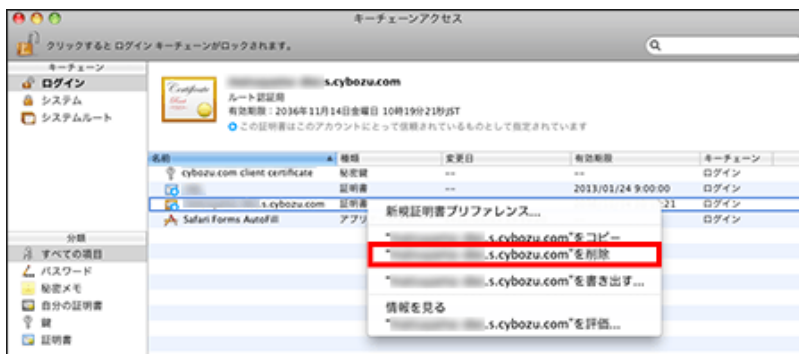 キーチェーンアクセス
クリックすると ログイン キーチェーンがロックされます。
キーチェーン
ログイン
システム
システムルート
s.cybozu.com
ルート認証局
有効期限：2036年11月14日金曜日 10時19分21秒JST
この証明書はこのアカウントにとって信頼されているものとして指定されています
名前 種類 変更日 有効期限 キーチェーン
cybozu.com client certificate 秘密鍵 -- -- ログイン
証明書 -- 2013/01/24 9:00:00 ログイン
.s.cybozu.com 証明書 :21 ログイン
Safari Forms AutoFill アプリ ログイン
新規証明書プリファレンス...
" .s.cybozu.com"をコピー
" .s.cybozu.com"を削除
" .s.cybozu.com"を書き出す...
情報を見る
" .s.cybozu.com"を評価...
分類
すべての項目
パスワード
秘密メモ
自分の証明書
鍵
証明書